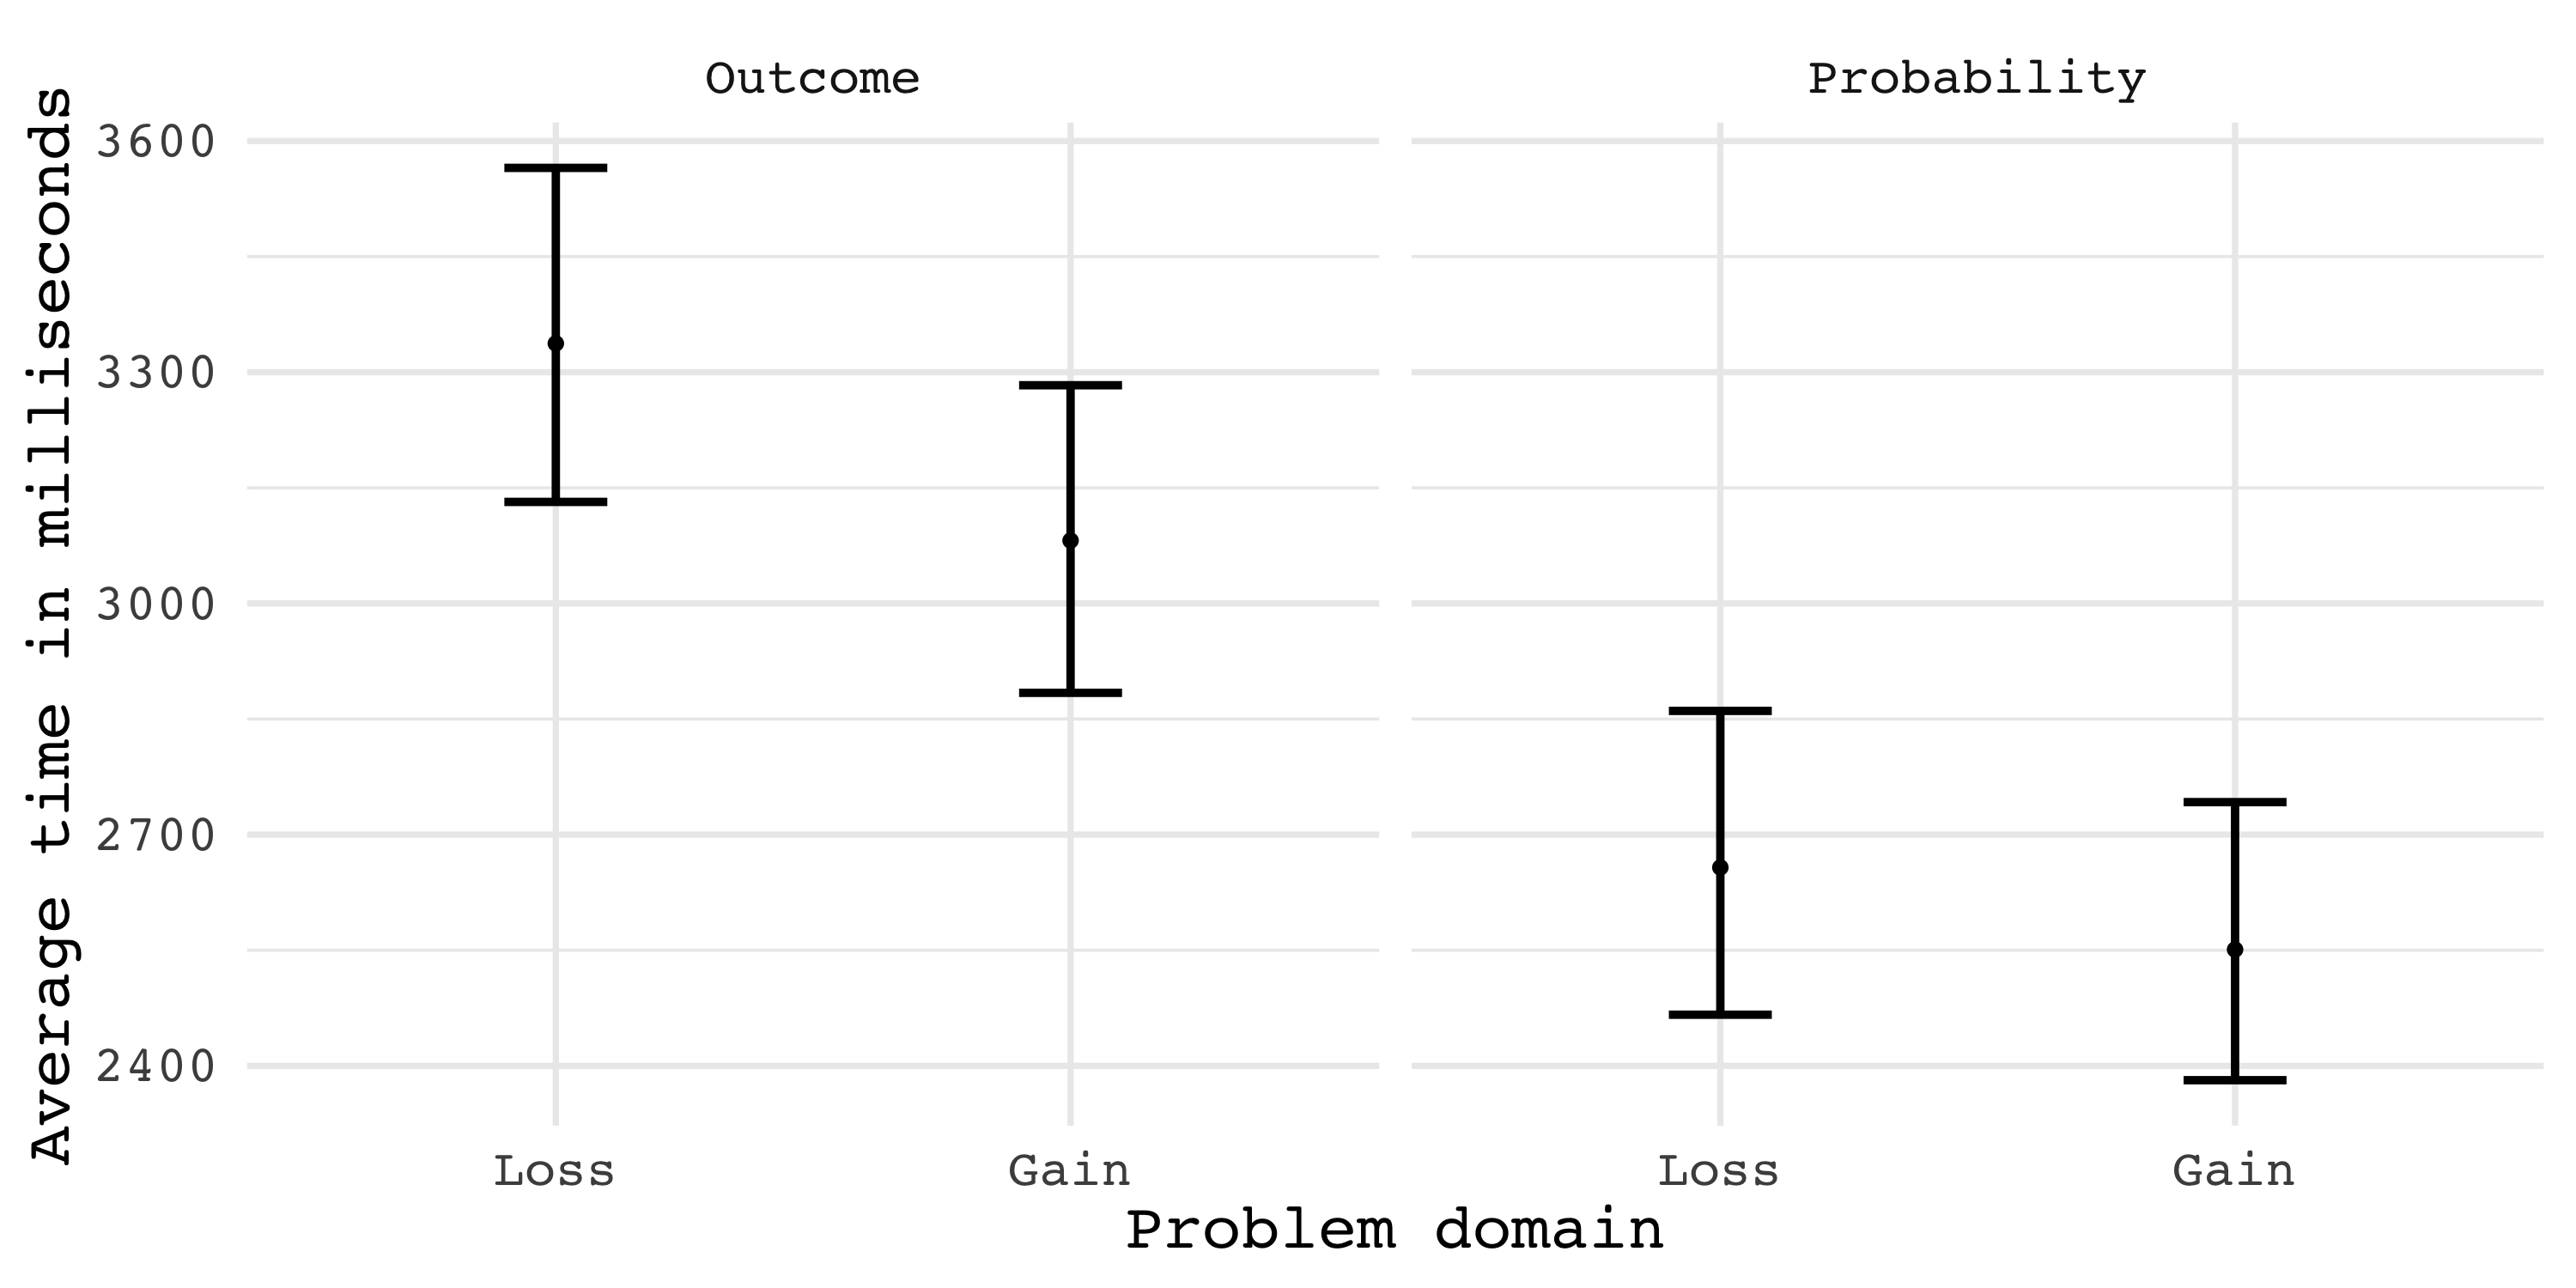 Outcome
Probability
Average time in milliseconds
3600
3300
3000
2700
2400
Loss
Gain
Loss
Gain
Problem domain